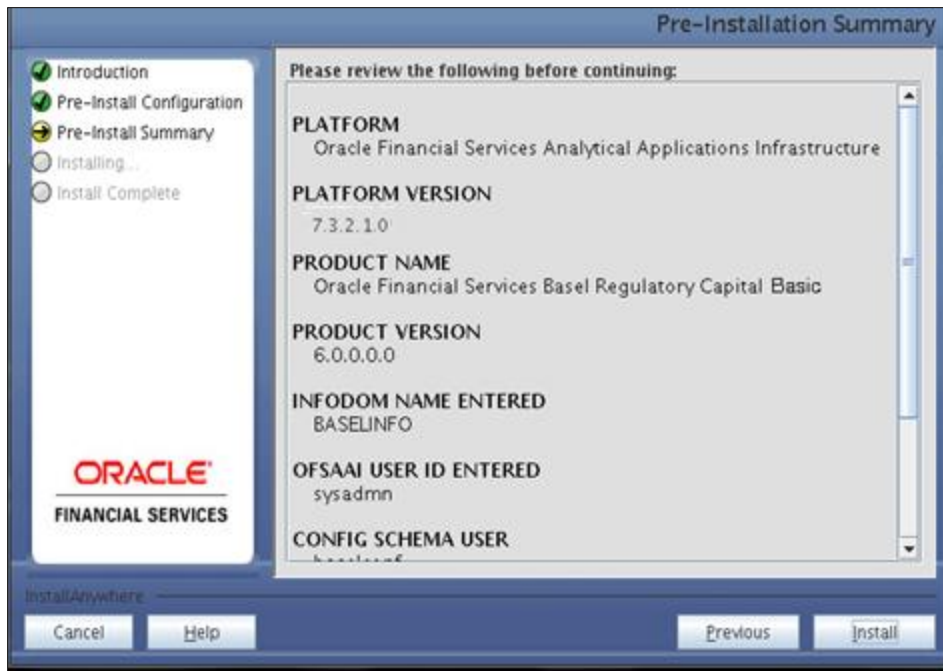 Pre-Installation Summary
Introduction
Pre-Install Configuration
Pre-Install Summary
Installing...
Install Complete
ORACLE
FINANCIAL SERVICES
Please review the following before continuing:
PLATFORM
Oracle Financial Services Analytical Applications Infrastructure
PLATFORM VERSION
7.3.2.1.0
PRODUCT NAME
Oracle Financial Services Basel Regulatory Capital Basic
PRODUCT VERSION
6.0.0.0.0
INFODOM NAME ENTERED
BASELINFO
OFSAAI USER ID ENTERED
sysadmn
CONFIG SCHEMA USER
InstallAnywhere
Cancel
Help
Previous
Install